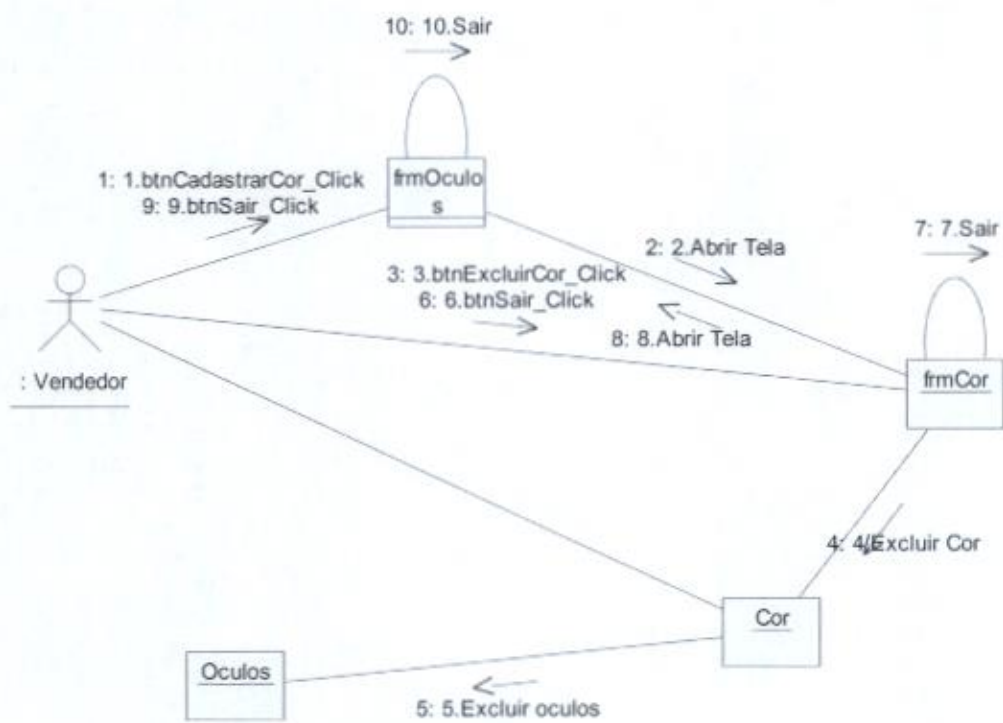 10: 10.Sair
frmOculo
s
1: 1.btnCadastrarCor_Click
9: 9.btnSair_Click
7: 7.Sair
2: 2.Abrir Tela
3: 3.btnExcluirCor_Click
6: 6.btnSair_Click
8: 8.Abrir Tela
: Vendedor
frmCor
4: 4.Excluir Cor
Cor
Oculos
5: 5.Excluir oculos